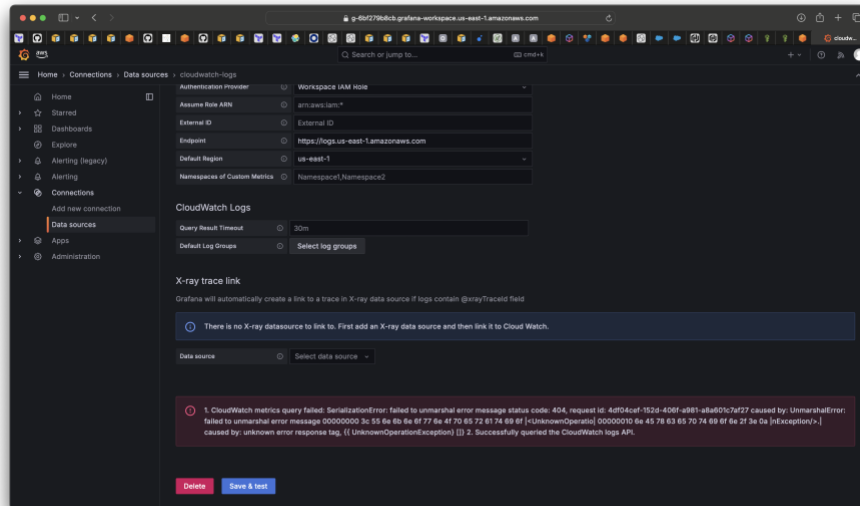 g-6bf279b8cb.grafana-workspace.us-east-1.amazonaws.com
cloudw...
aws
Search or jump to...
cmd+k
Home › Connections › Data sources › cloudwatch-logs
Home
Starred
Dashboards
Explore
Alerting (legacy)
Alerting
Connections
Add new connection
Data sources
Apps
Administration
Authentication Provider Workspace IAM Role
Assume Role ARN arn:aws:iam:*
External ID External ID
Endpoint https://logs.us-east-1.amazonaws.com
Default Region us-east-1
Namespaces of Custom Metrics Namespace1,Namespace2
CloudWatch Logs
Query Result Timeout 30m
Default Log Groups Select log groups
X-ray trace link
Grafana will automatically create a link to a trace in X-ray data source if logs contain @xrayTraceId field
There is no X-ray datasource to link to. First add an X-ray data source and then link it to Cloud Watch.
Data source Select data source
1. CloudWatch metrics query failed: SerializationError: failed to unmarshal error message status code: 404, request id: 4df04cef-152d-406f-a981-a8a601c7af27 caused by: UnmarshalError:
failed to unmarshal error message 00000000 3c 55 6e 6b 6e 6f 77 6e 4f 70 65 72 61 74 69 6f |<UnknownOperatio| 00000010 6e 45 78 63 65 70 74 69 6f 6e 2f 3e 0a |nException/>.|
caused by: unknown error response tag, {{ UnknownOperationException} []} 2. Successfully queried the CloudWatch logs API.
Delete
Save & test